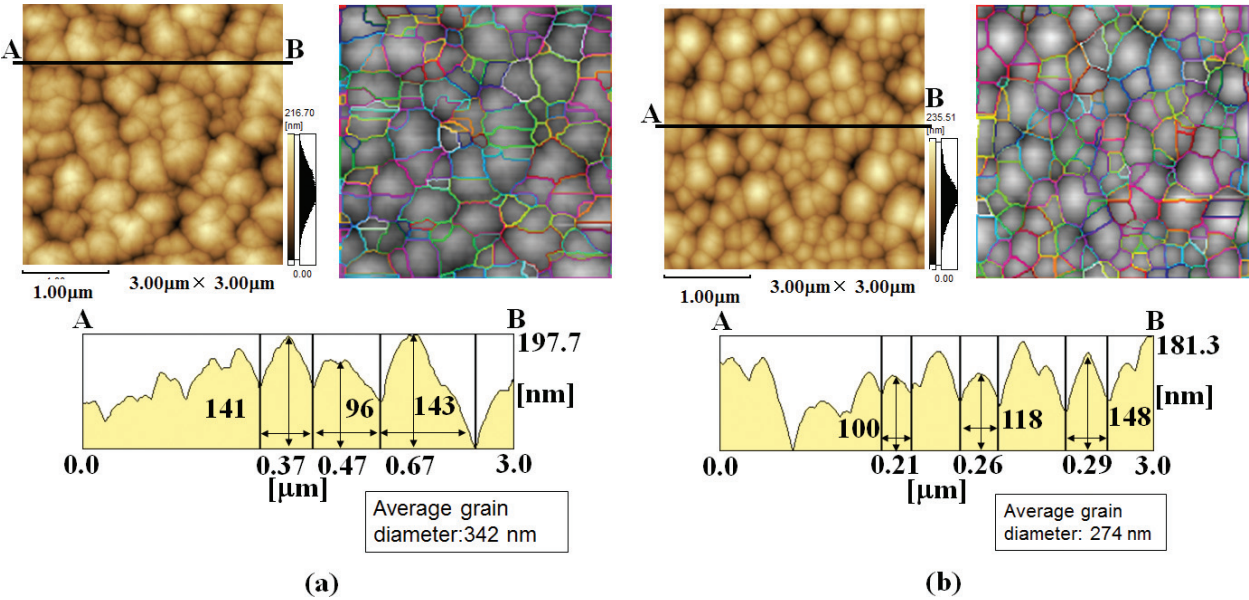 A
B
216.70
[nm]
0.00
1.00μm
3.00μm × 3.00μm
A
B
197.7
[nm]
141
96
143
0.0
0.37
0.47
0.67
3.0
[μm]
Average grain
diameter:342 nm
(a)
A
B
235.51
[nm]
0.00
1.00μm
3.00μm × 3.00μm
A
B
181.3
[nm]
100
118
148
0.0
0.21
0.26
0.29
3.0
[μm]
Average grain
diameter: 274 nm
(b)